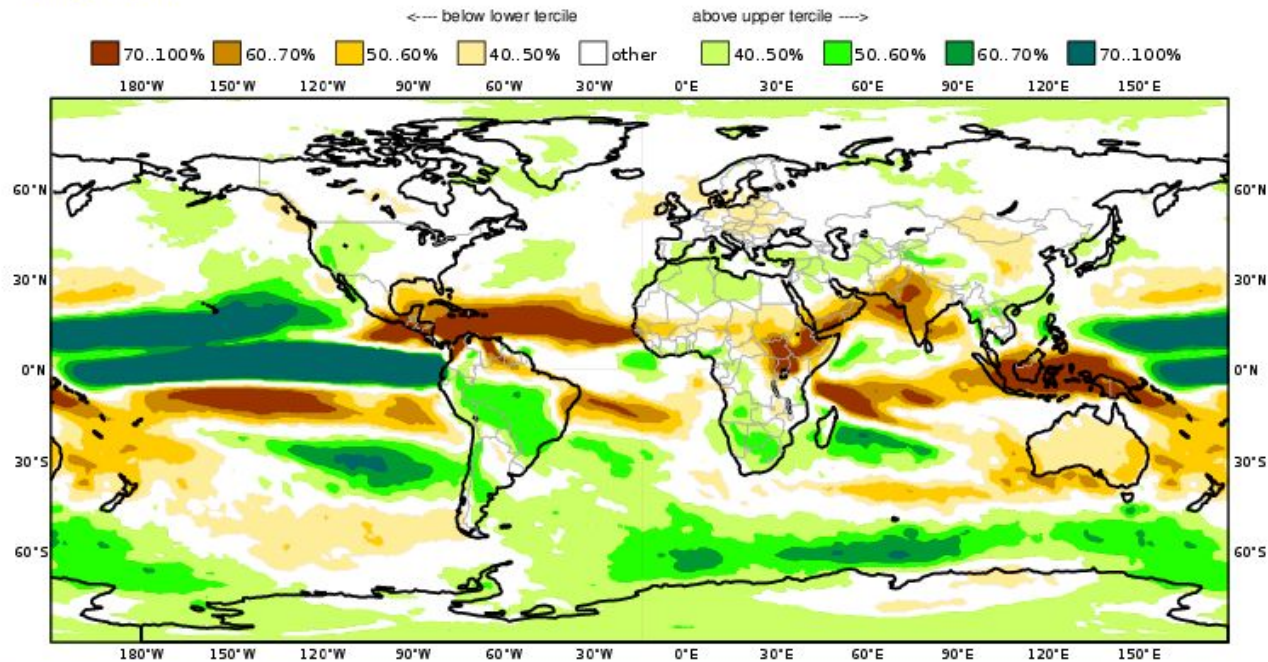 <---- below lower tercile above upper tercile ---->
70..100% 60..70% 50..60% 40..50% other 40..50% 50..60% 60..70% 70..100%
180°W 150°W 120°W 90°W 60°W 30°W 0°E 30°E 60°E 90°E 120°E 150°E
60°N 60°N
30°N 30°N
0°N 0°N
30°S 30°S
60°S 60°S
180°W 150°W 120°W 90°W 60°W 30°W 0°E 30°E 60°E 90°E 120°E 150°E